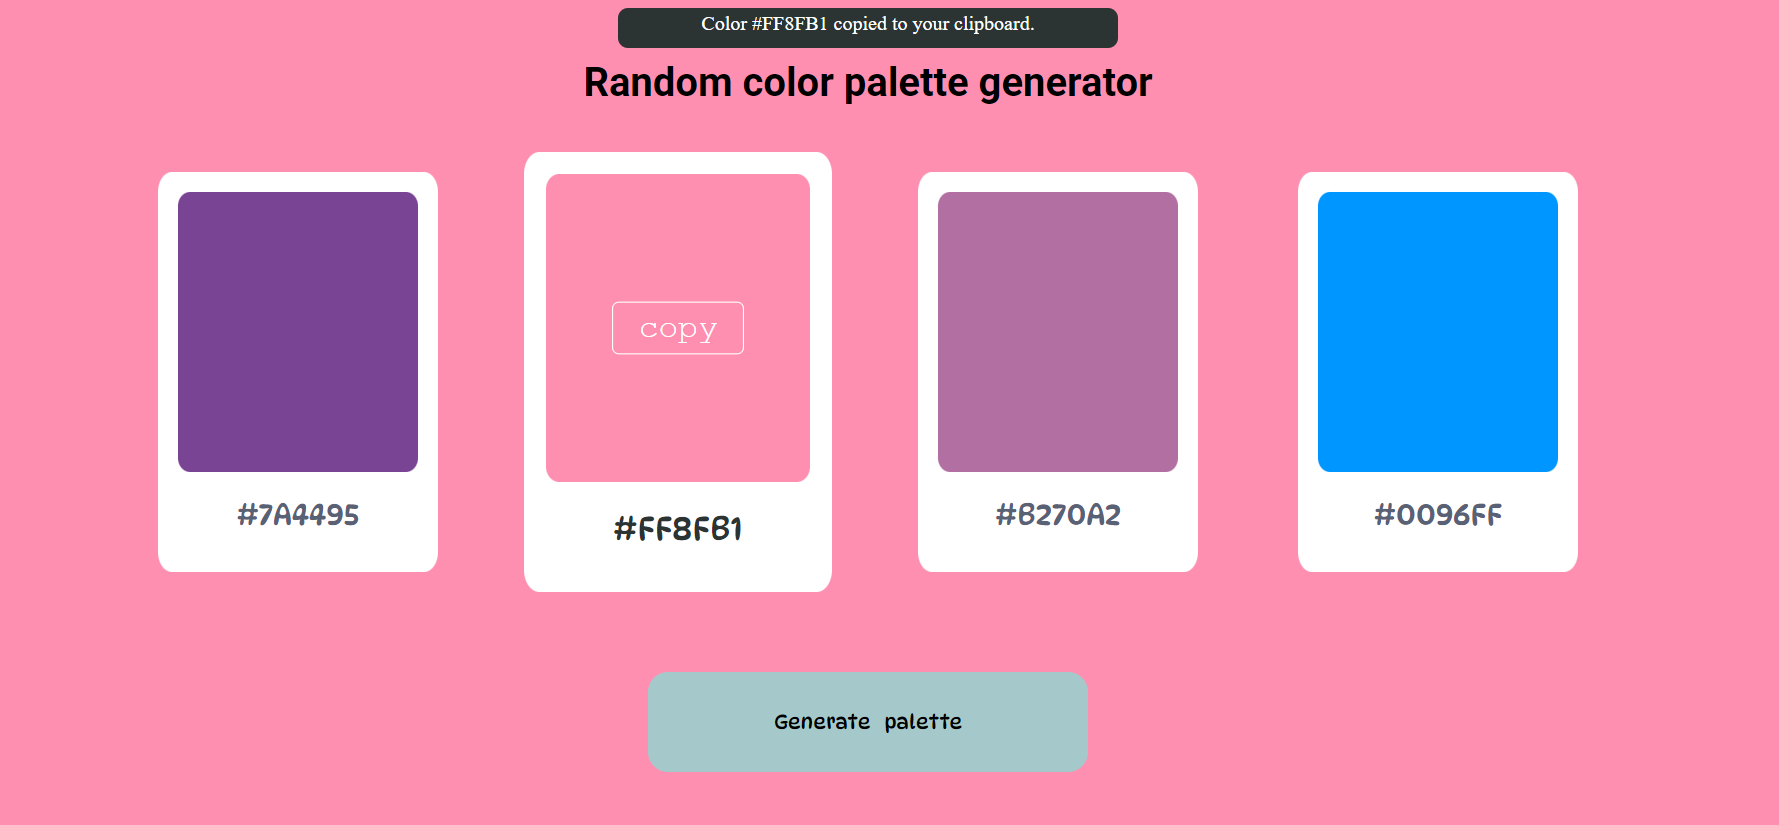 Color #FF8FB1 copied to your clipboard.
Random color palette generator
copy
#7A4495
#FF8FB1
#B270A2
#0096FF
Generate palette